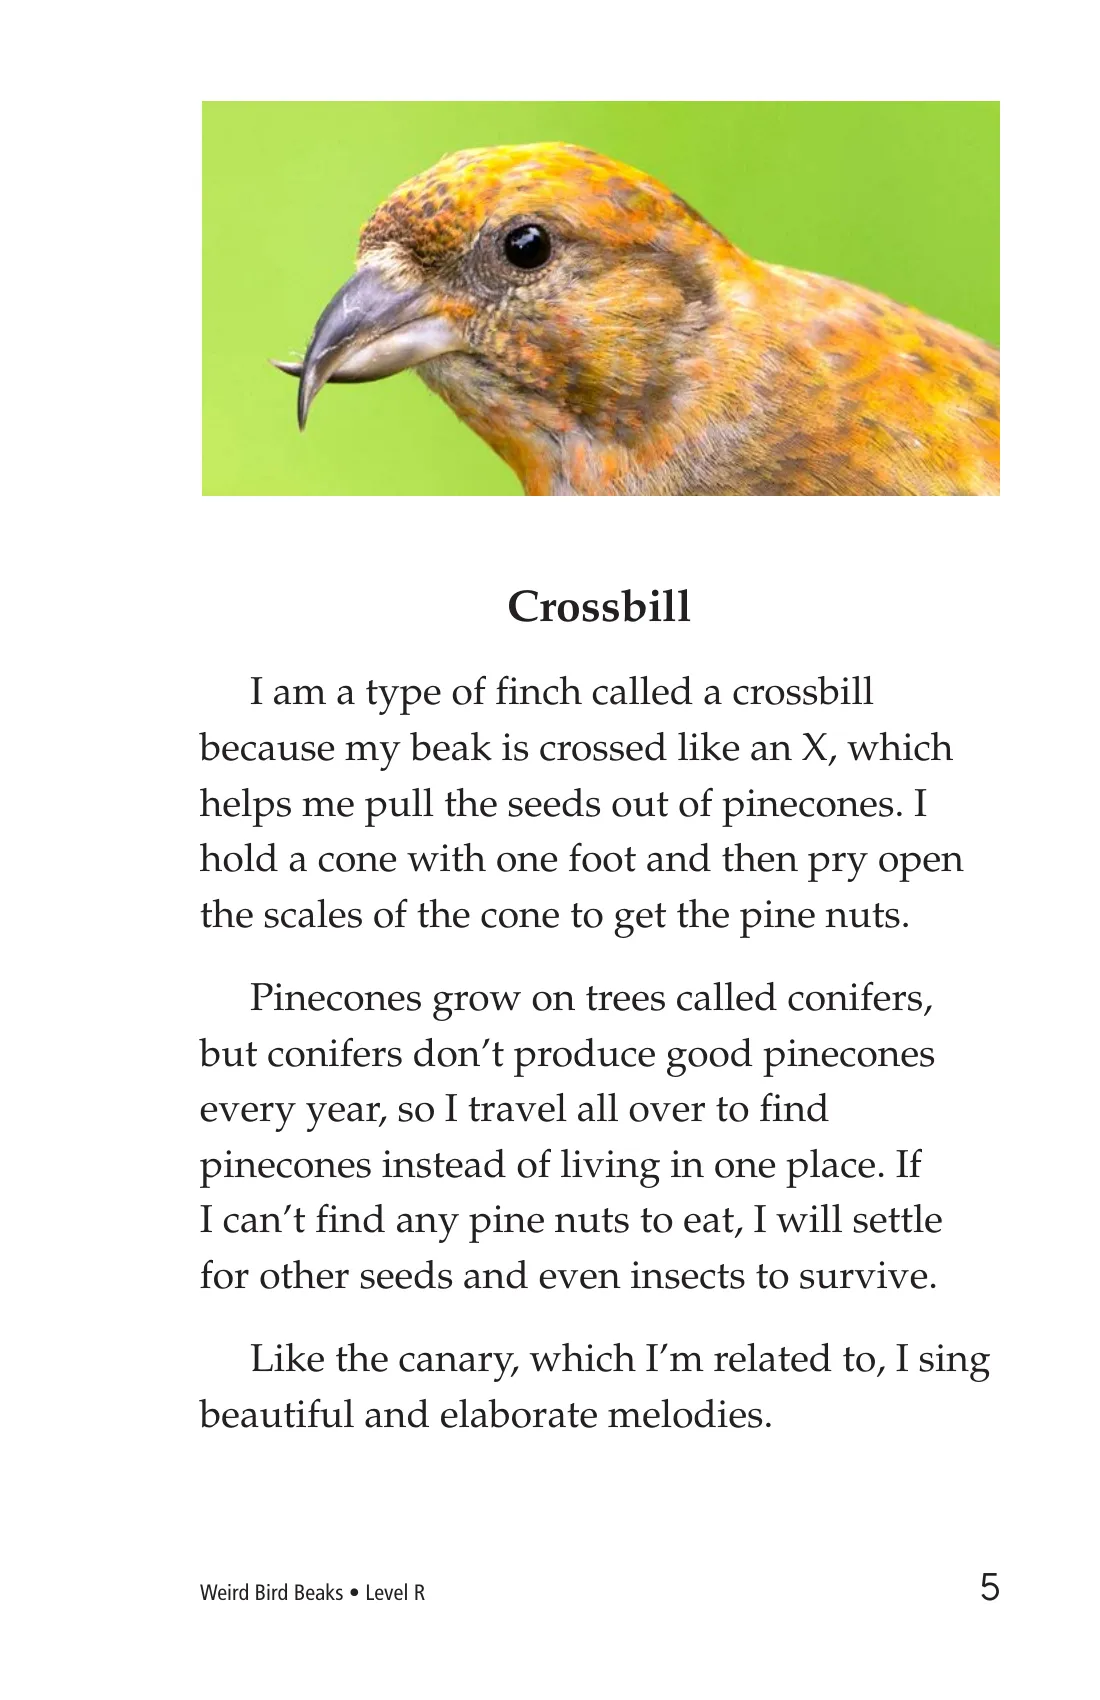 Crossbill
I am a type of finch called a crossbill
because my beak is crossed like an X, which
helps me pull the seeds out of pinecones. I
hold a cone with one foot and then pry open
the scales of the cone to get the pine nuts.
Pinecones grow on trees called conifers,
but conifers don’t produce good pinecones
every year, so I travel all over to find
pinecones instead of living in one place. If
I can’t find any pine nuts to eat, I will settle
for other seeds and even insects to survive.
Like the canary, which I’m related to, I sing
beautiful and elaborate melodies.
Weird Bird Beaks • Level R
5